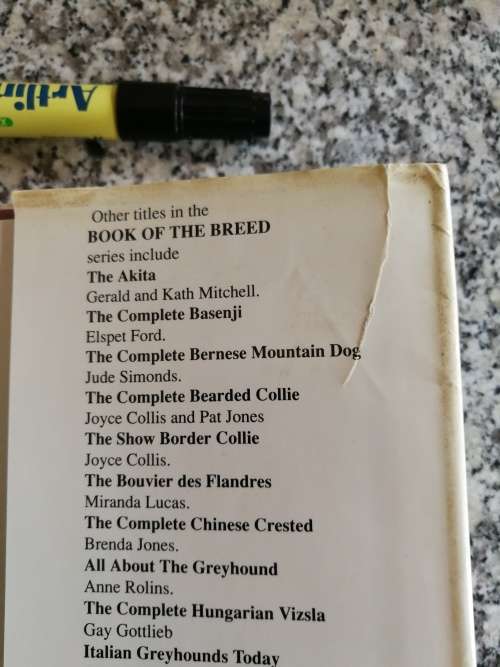 Artlin
Other titles in the
BOOK OF THE BREED
series include
The Akita
Gerald and Kath Mitchell.
The Complete Basenji
Elspet Ford.
The Complete Bernese Mountain Dog
Jude Simonds.
The Complete Bearded Collie
Joyce Collis and Pat Jones
The Show Border Collie
Joyce Collis.
The Bouvier des Flandres
Miranda Lucas.
The Complete Chinese Crested
Brenda Jones.
All About The Greyhound
Anne Rolins.
The Complete Hungarian Vizsla
Gay Gottlieb
Italian Greyhounds Today